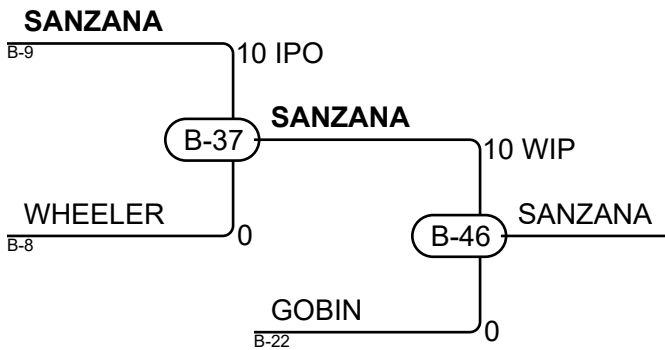 SANZANA
B-9
10 IPO
SANZANA
B-37
10 WIP
WHEELER
SANZANA
B-8
0
B-46
GOBIN
B-22
0